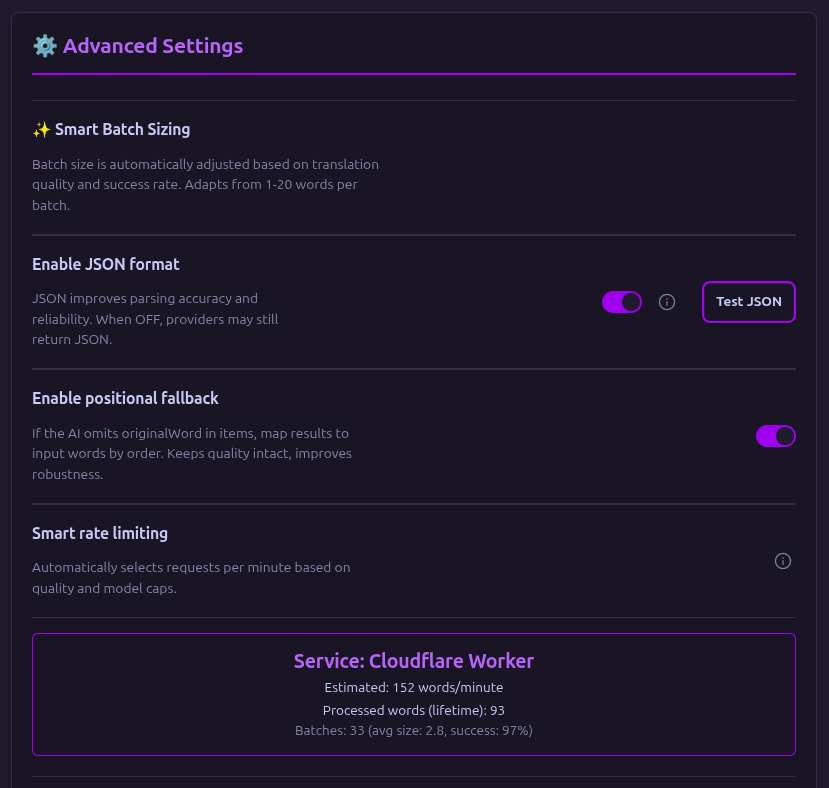 ⚙️ Advanced Settings
✨ Smart Batch Sizing
Batch size is automatically adjusted based on translation
quality and success rate. Adapts from 1-20 words per
batch.
Enable JSON format
JSON improves parsing accuracy and
reliability. When OFF, providers may still
return JSON.
Test JSON
Enable positional fallback
If the AI omits originalWord in items, map results to
input words by order. Keeps quality intact, improves
robustness.
Smart rate limiting
Automatically selects requests per minute based on
quality and model caps.
Service: Cloudflare Worker
Estimated: 152 words/minute
Processed words (lifetime): 93
Batches: 33 (avg size: 2.8, success: 97%)